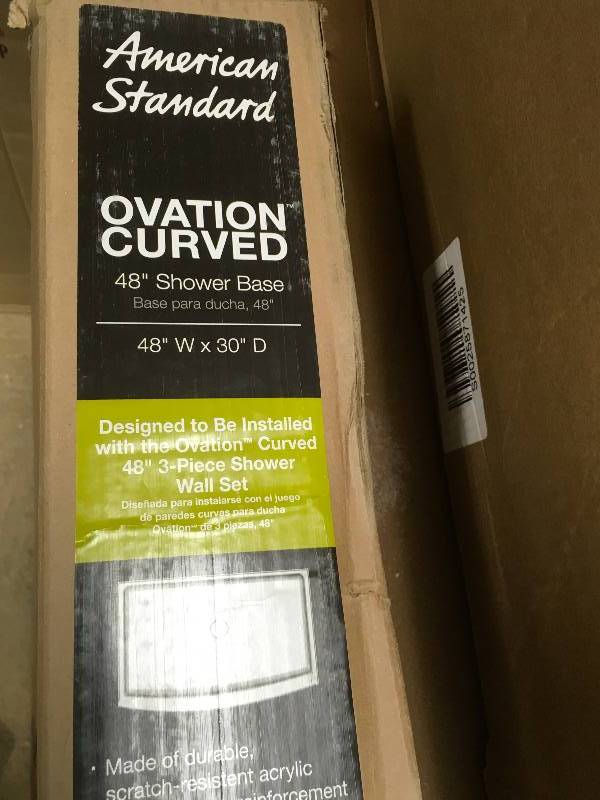 American
Standard
OVATION™
CURVED
48" Shower Base
Base para ducha, 48"
48" W x 30" D
Designed to Be Installed
with the Ovation™ Curved
48" 3-Piece Shower
Wall Set
Diseñada para instalarse con el juego
de paredes curvas para ducha
Ovation™ de 3 piezas, 48"
• Made of durable,
scratch-resistent acrylic
reinforcement